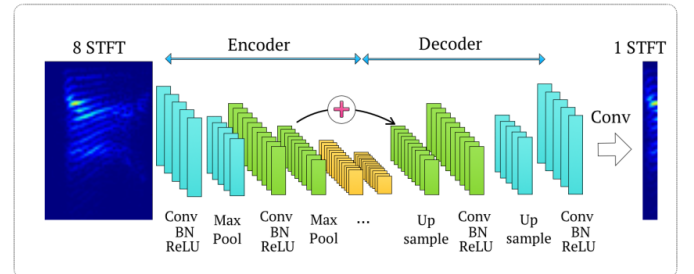 8 STFT
Encoder
Decoder
1 STFT
+
Conv
Conv
BN
ReLU
Max
Pool
Conv
BN
ReLU
Max
Pool
...
Up
sample
Conv
BN
ReLU
Up
sample
Conv
BN
ReLU